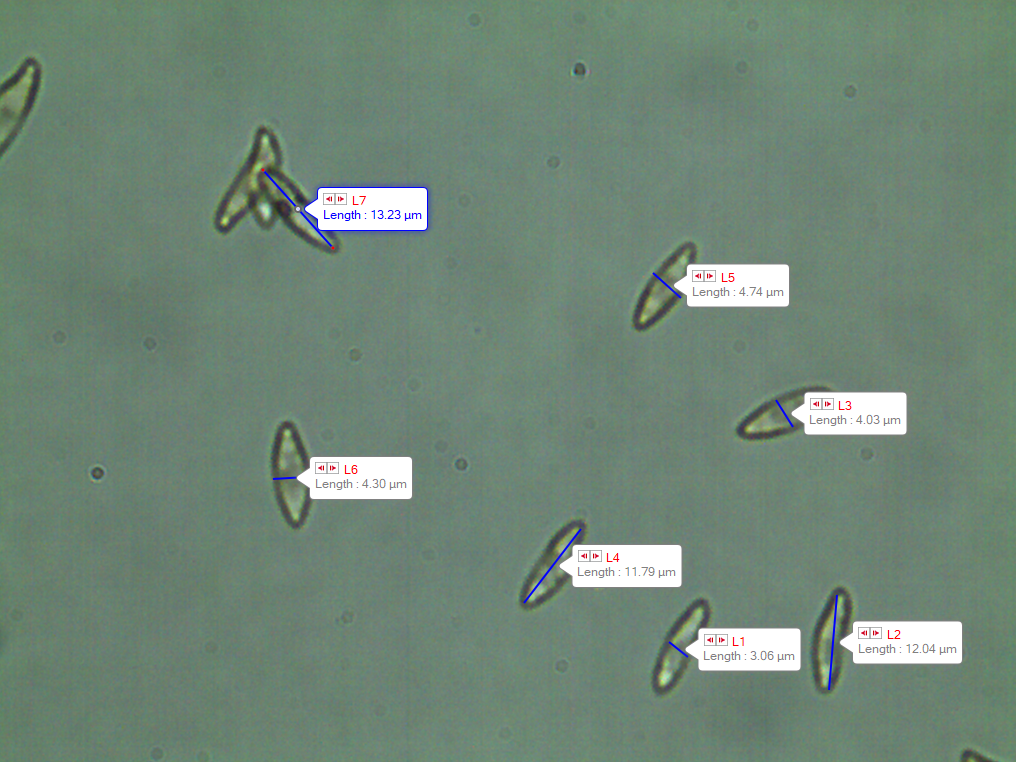 L7
Length : 13.23 µm
L5
Length : 4.74 µm
L3
Length : 4.03 µm
L6
Length : 4.30 µm
L4
Length : 11.79 µm
L1
Length : 3.06 µm
L2
Length : 12.04 µm